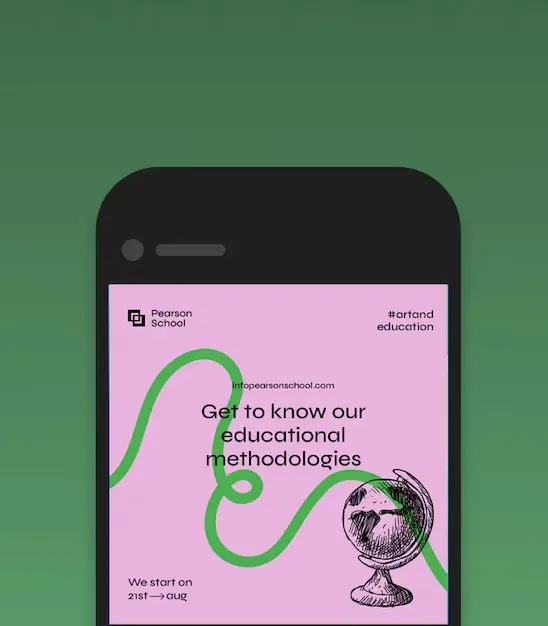 Pearson
School
#artand
education
infopearsonschool.com
Get to know our
educational
methodologies
We start on
21st⟶aug